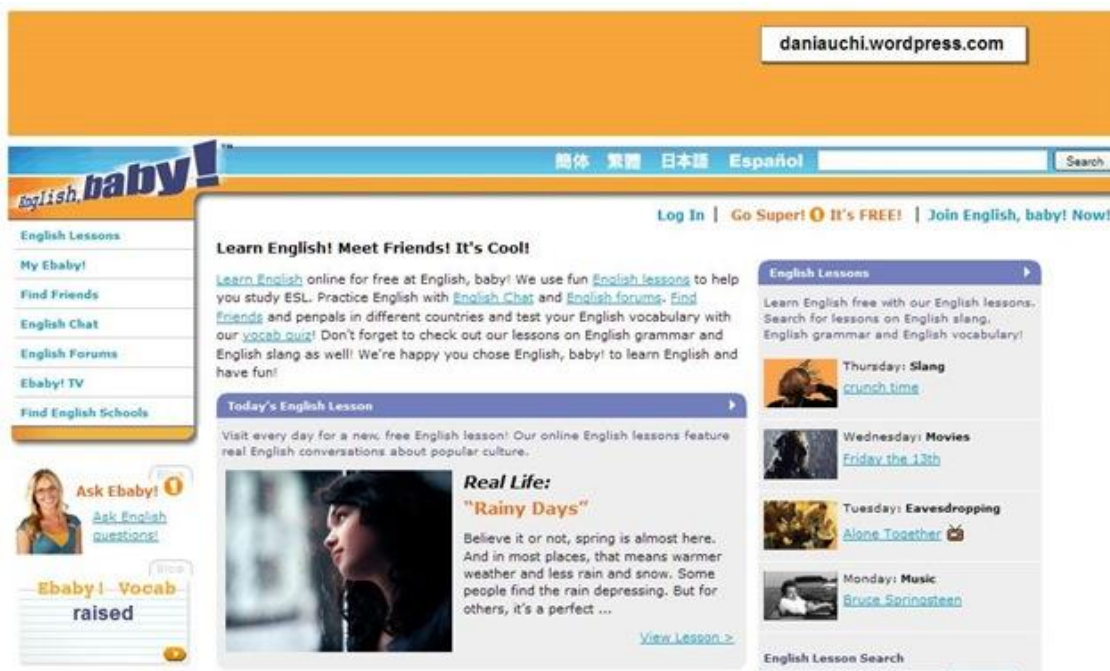 daniauchi.wordpress.com
English, baby! ™
簡体 繁體 日本語 Español Search
Log In | Go Super! It's FREE! | Join English, baby! Now!
English Lessons
My Ebaby!
Find Friends
English Chat
English Forums
Ebaby! TV
Find English Schools
Ask Ebaby!
Ask English
questions!
Blog
Ebaby! Vocab
raised
Learn English! Meet Friends! It's Cool!
Learn English online for free at English, baby! We use fun English lessons to help
you study ESL. Practice English with English Chat and English forums. Find
Friends and penpals in different countries and test your English vocabulary with
our vocab quiz! Don't forget to check out our lessons on English grammar and
English slang as well! We're happy you chose English, baby! to learn English and
have fun!
Today's English Lesson
Visit every day for a new, free English lesson! Our online English lessons feature
real English conversations about popular culture.
Real Life:
"Rainy Days"
Believe it or not, spring is almost here.
And in most places, that means warmer
weather and less rain and snow. Some
people find the rain depressing. But for
others, it's a perfect ...
View Lesson >
English Lessons
Learn English free with our English lessons.
Search for lessons on English slang,
English grammar and English vocabulary!
Thursday: Slang
crunch time
Wednesday: Movies
Friday the 13th
Tuesday: Eavesdropping
Alone Together
Monday: Music
Bruce Springsteen
English Lesson Search